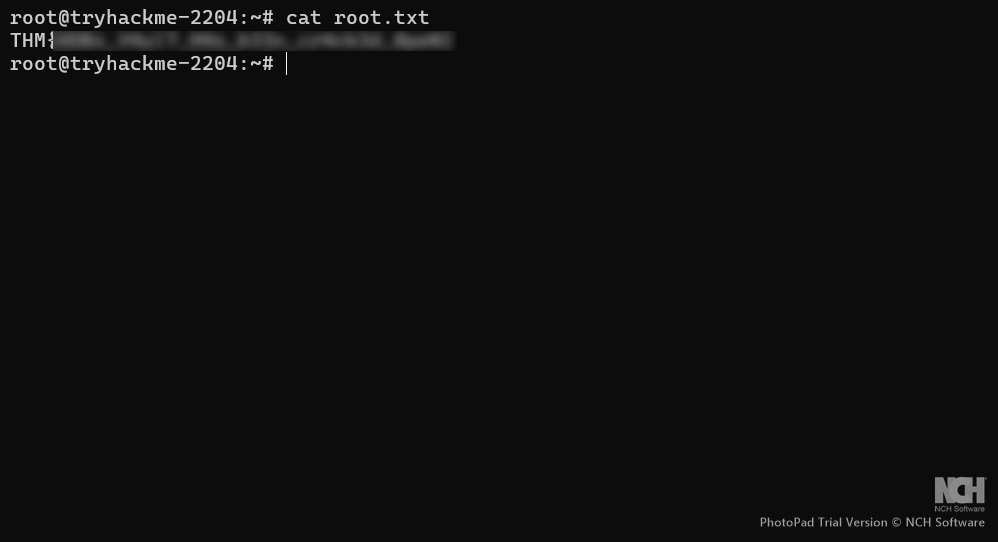 root@tryhackme-2204:~# cat root.txt
THM{
root@tryhackme-2204:~#
NCH
NCH Software
PhotoPad Trial Version © NCH Software